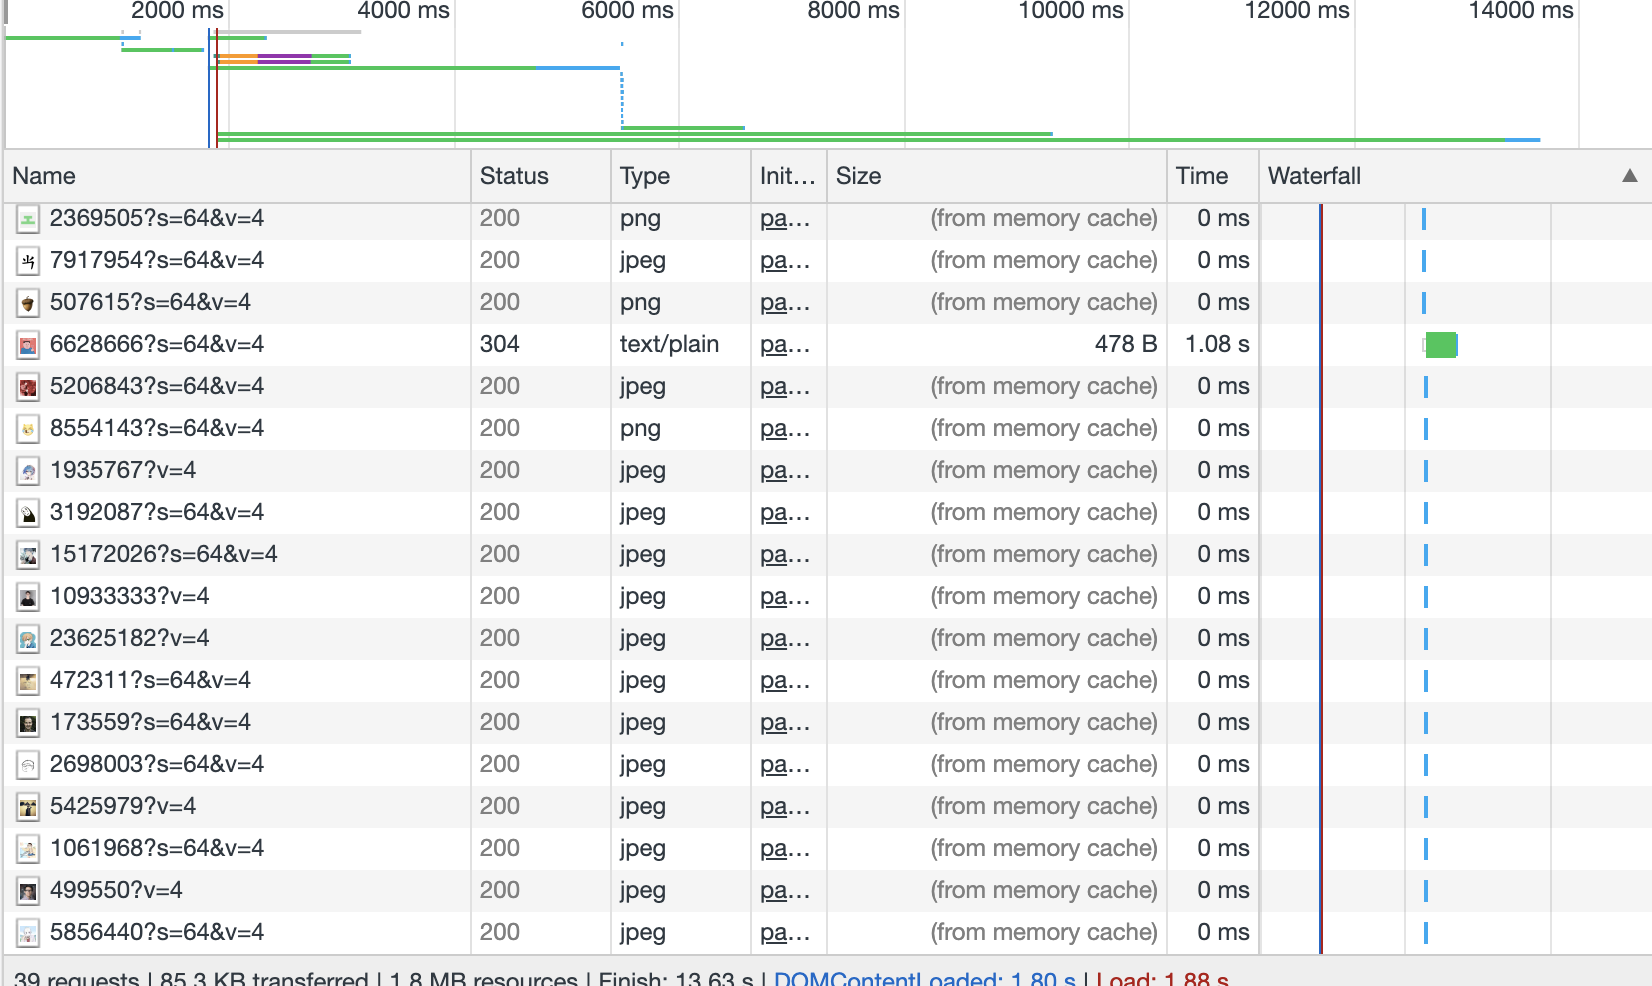 2000 ms 4000 ms 6000 ms 8000 ms 10000 ms 12000 ms 14000 ms
Name Status Type Init... Size Time Waterfall ▲
2369505?s=64&v=4 200 png pa... (from memory cache) 0 ms
7917954?s=64&v=4 200 jpeg pa... (from memory cache) 0 ms
507615?s=64&v=4 200 png pa... (from memory cache) 0 ms
6628666?s=64&v=4 304 text/plain pa... 478 B 1.08 s
5206843?s=64&v=4 200 jpeg pa... (from memory cache) 0 ms
8554143?s=64&v=4 200 png pa... (from memory cache) 0 ms
1935767?v=4 200 jpeg pa... (from memory cache) 0 ms
3192087?s=64&v=4 200 jpeg pa... (from memory cache) 0 ms
15172026?s=64&v=4 200 jpeg pa... (from memory cache) 0 ms
10933333?v=4 200 jpeg pa... (from memory cache) 0 ms
23625182?v=4 200 jpeg pa... (from memory cache) 0 ms
472311?s=64&v=4 200 jpeg pa... (from memory cache) 0 ms
173559?s=64&v=4 200 jpeg pa... (from memory cache) 0 ms
2698003?s=64&v=4 200 jpeg pa... (from memory cache) 0 ms
5425979?v=4 200 jpeg pa... (from memory cache) 0 ms
1061968?s=64&v=4 200 jpeg pa... (from memory cache) 0 ms
499550?v=4 200 jpeg pa... (from memory cache) 0 ms
5856440?s=64&v=4 200 jpeg pa... (from memory cache) 0 ms
39 requests | 85.3 KB transferred | 1.8 MB resources | Finish: 13.63 s | DOMContentLoaded: 1.80 s | Load: 1.88 s